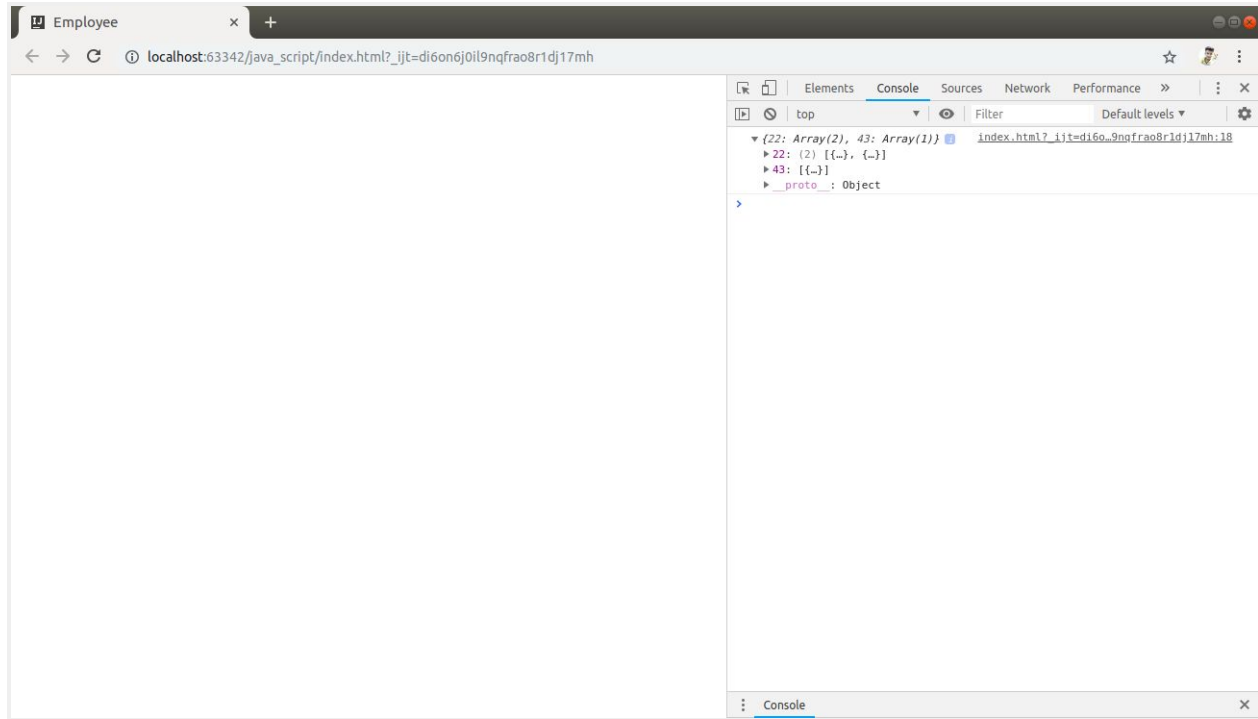 Employee
localhost:63342/java_script/index.html?_ijt=di6on6j0il9nqfrao8r1dj17mh
Elements Console Sources Network Performance »
top Filter Default levels ▼
{22: Array(2), 43: Array(1)} index.html?_ijt=di6o…9nqfrao8r1dj17mh:18
22: (2) [{…}, {…}]
43: [{…}]
__proto__: Object
Console